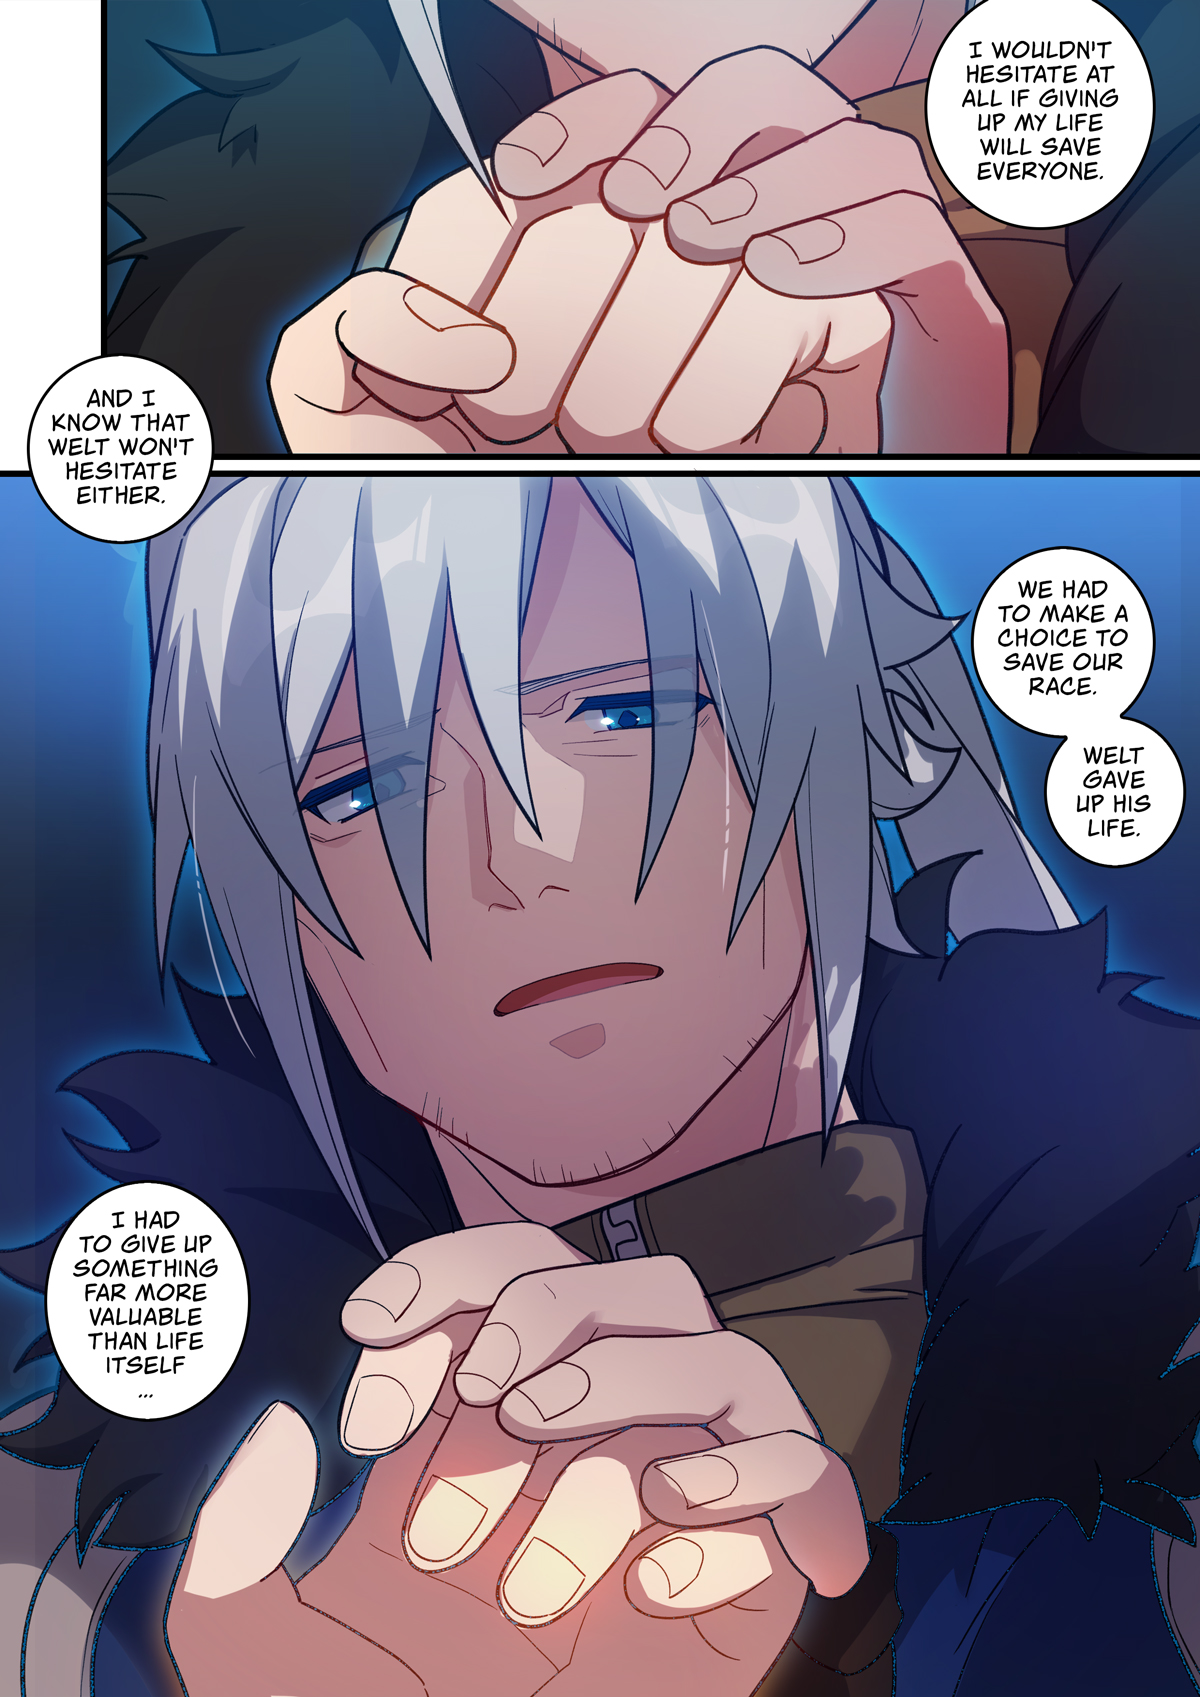 I WOULDN'T
HESITATE AT
ALL IF GIVING
UP MY LIFE
WILL SAVE
EVERYONE.
AND I
KNOW THAT
WELT WON'T
HESITATE
EITHER.
WE HAD
TO MAKE A
CHOICE TO
SAVE OUR
RACE.
WELT
GAVE
UP HIS
LIFE.
I HAD
TO GIVE UP
SOMETHING
FAR MORE
VALUABLE
THAN LIFE
ITSELF
...